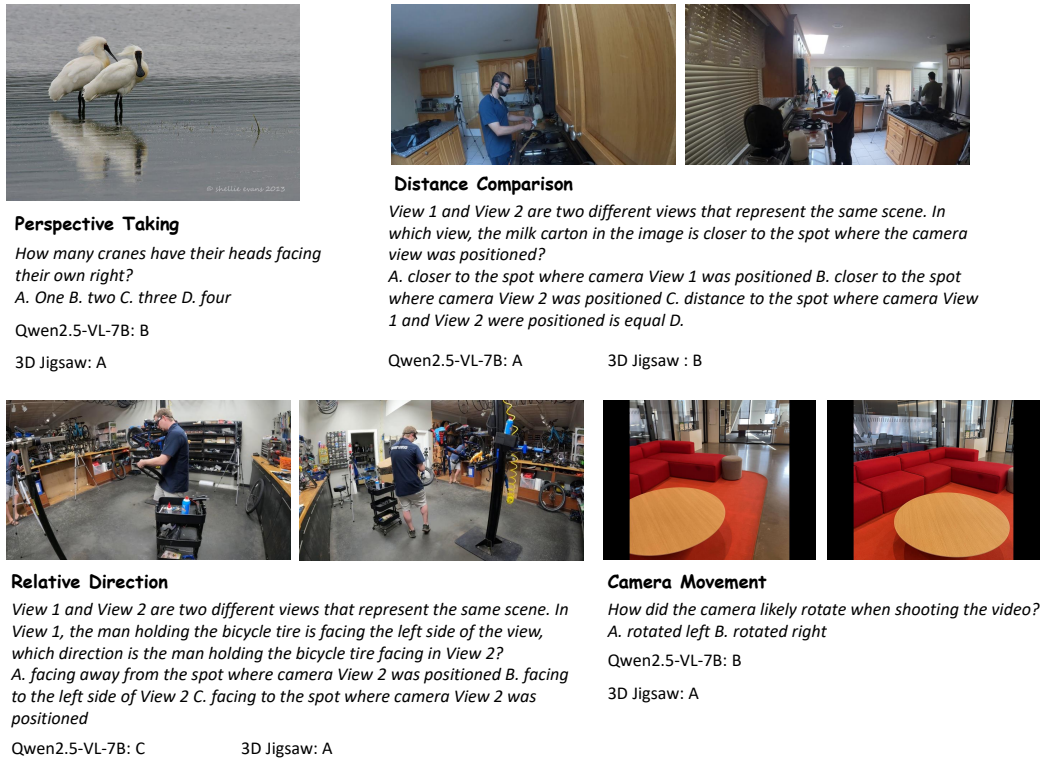 © shellie evans 2013
Perspective Taking
How many cranes have their heads facing
their own right?
A. One B. two C. three D. four
Qwen2.5-VL-7B: B
3D Jigsaw: A
Distance Comparison
View 1 and View 2 are two different views that represent the same scene. In
which view, the milk carton in the image is closer to the spot where the camera
view was positioned?
A. closer to the spot where camera View 1 was positioned B. closer to the spot
where camera View 2 was positioned C. distance to the spot where camera View
1 and View 2 were positioned is equal D.
Qwen2.5-VL-7B: A 3D Jigsaw : B
Relative Direction
View 1 and View 2 are two different views that represent the same scene. In
View 1, the man holding the bicycle tire is facing the left side of the view,
which direction is the man holding the bicycle tire facing in View 2?
A. facing away from the spot where camera View 2 was positioned B. facing
to the left side of View 2 C. facing to the spot where camera View 2 was
positioned
Qwen2.5-VL-7B: C 3D Jigsaw: A
Camera Movement
How did the camera likely rotate when shooting the video?
A. rotated left B. rotated right
Qwen2.5-VL-7B: B
3D Jigsaw: A